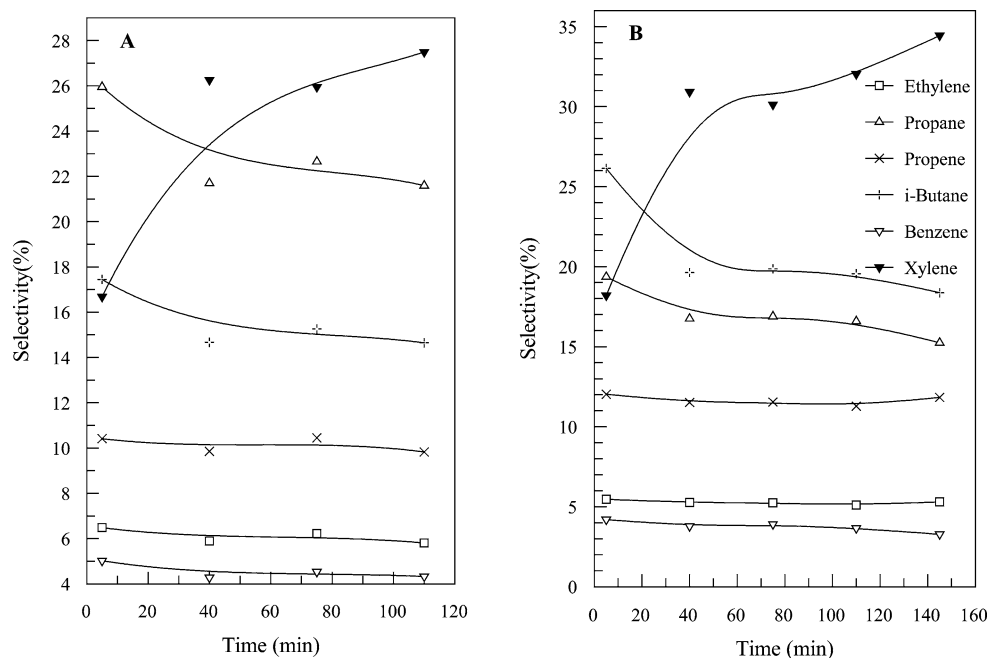 A
28
26
24
22
20
18
16
14
12
10
8
6
4
0 20 40 60 80 100 120
Selectivity(%)
Time (min)
B
35
30
25
20
15
10
5
0
0 20 40 60 80 100 120 140 160
Selectivity(%)
Time (min)
Ethylene
Propane
Propene
i-Butane
Benzene
Xylene